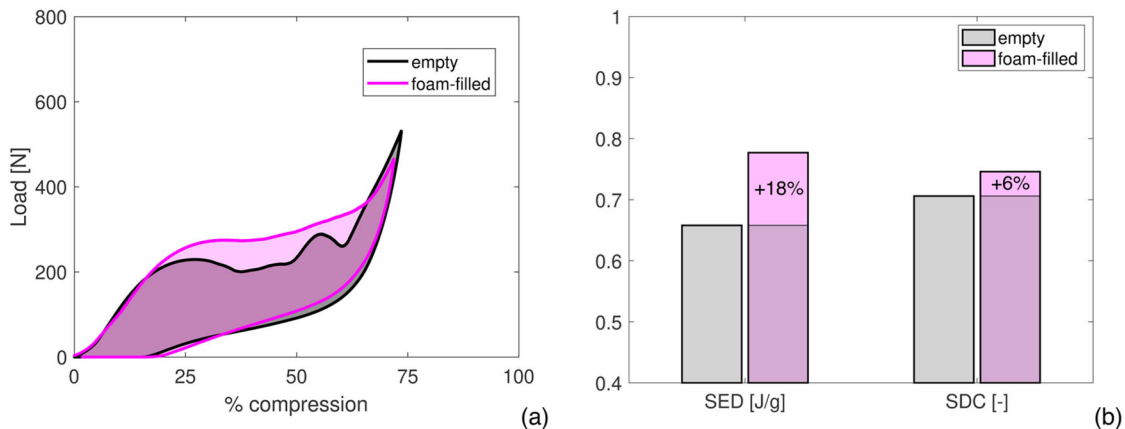 800
600
400
200
0
Load [N]
empty
foam-filled
0 25 50 75 100
% compression
(a)
1
0.9
0.8
0.7
0.6
0.5
0.4
empty
foam-filled
+18%
+6%
SED [J/g] SDC [-]
(b)